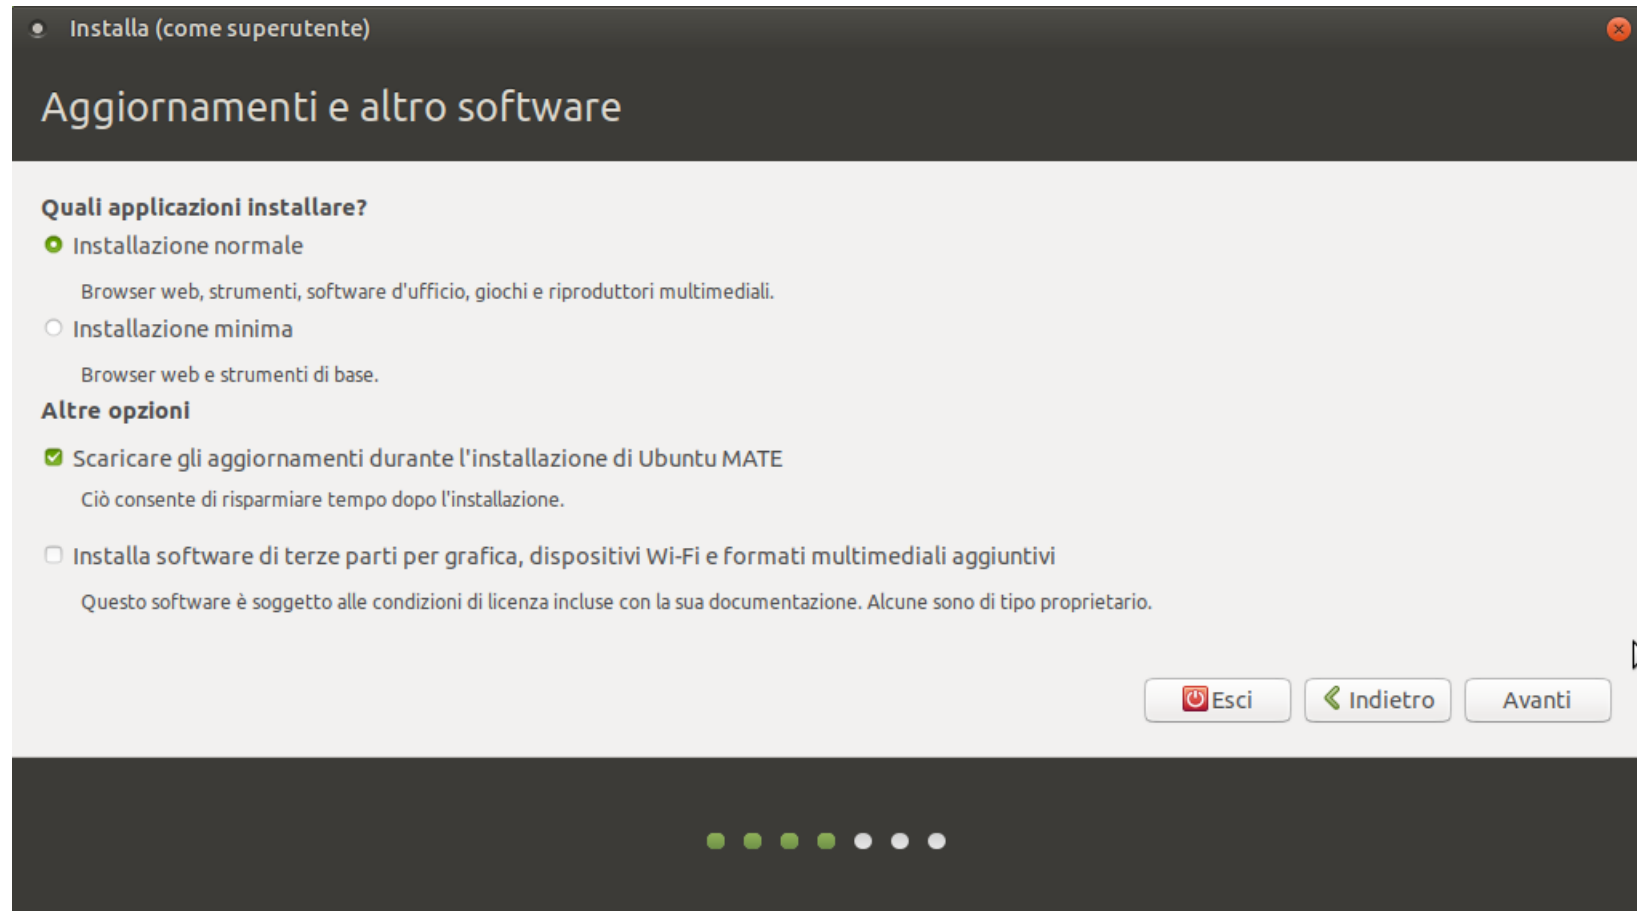 Installa (come superutente)
Aggiornamenti e altro software
Quali applicazioni installare?
Installazione normale
Browser web, strumenti, software d'ufficio, giochi e riproduttori multimediali.
Installazione minima
Browser web e strumenti di base.
Altre opzioni
Scaricare gli aggiornamenti durante l'installazione di Ubuntu MATE
Ciò consente di risparmiare tempo dopo l'installazione.
Installa software di terze parti per grafica, dispositivi Wi-Fi e formati multimediali aggiuntivi
Questo software è soggetto alle condizioni di licenza incluse con la sua documentazione. Alcune sono di tipo proprietario.
Esci Indietro Avanti